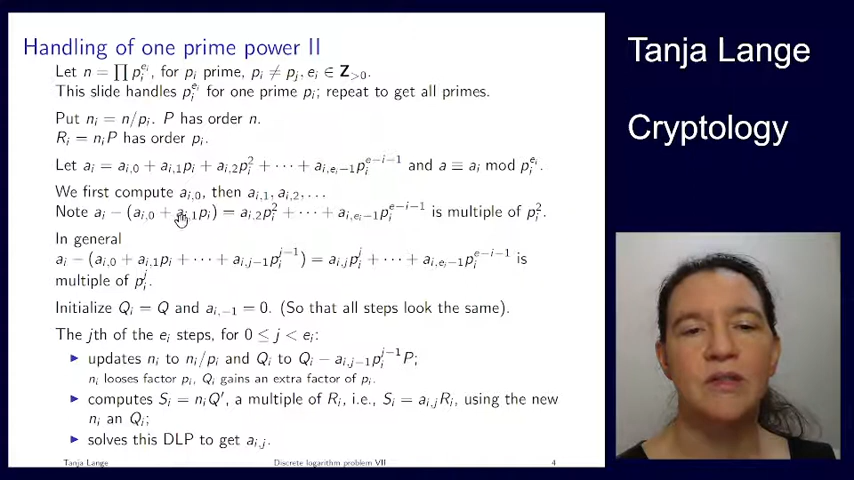 Handling of one prime power II
Let n = ∏ p_i^{e_i}, for p_i prime, p_i ≠ p_j, e_i ∈ Z_{>0}.
This slide handles p_i^{e_i} for one prime p_i; repeat to get all primes.
Put n_i = n/p_i. P has order n.
R_i = n_iP has order p_i.
Let a_i = a_{i,0} + a_{i,1}p_i + a_{i,2}p_i^2 + ··· + a_{i,e_i−1}p_i^{e−i−1} and a ≡ a_i mod p_i^{e_i}.
We first compute a_{i,0}, then a_{i,1}, a_{i,2}, ...
Note a_i − (a_{i,0} + a_{i,1}p_i) = a_{i,2}p_i^2 + ··· + a_{i,e_i−1}p_i^{e−i−1} is multiple of p_i^2.
In general
a_i − (a_{i,0} + a_{i,1}p_i + ··· + a_{i,j−1}p_i^{j−1}) = a_{i,j}p_i^j + ··· + a_{i,e_i−1}p_i^{e−i−1} is
multiple of p_i^j.
Initialize Q_i = Q and a_{i,−1} = 0. (So that all steps look the same).
The jth of the e_i steps, for 0 ≤ j < e_i:
▶ updates n_i to n_i/p_i and Q_i to Q_i − a_{i,j−1}p_i^{j−1}P;
n_i looses factor p_i, Q_i gains an extra factor of p_i.
▶ computes S_i = n_iQ′, a multiple of R_i, i.e., S_i = a_{i,j}R_i, using the new
n_i an Q_i;
▶ solves this DLP to get a_{i,j}.
Tanja Lange
Discrete logarithm problem VII
4
Tanja Lange
Cryptology